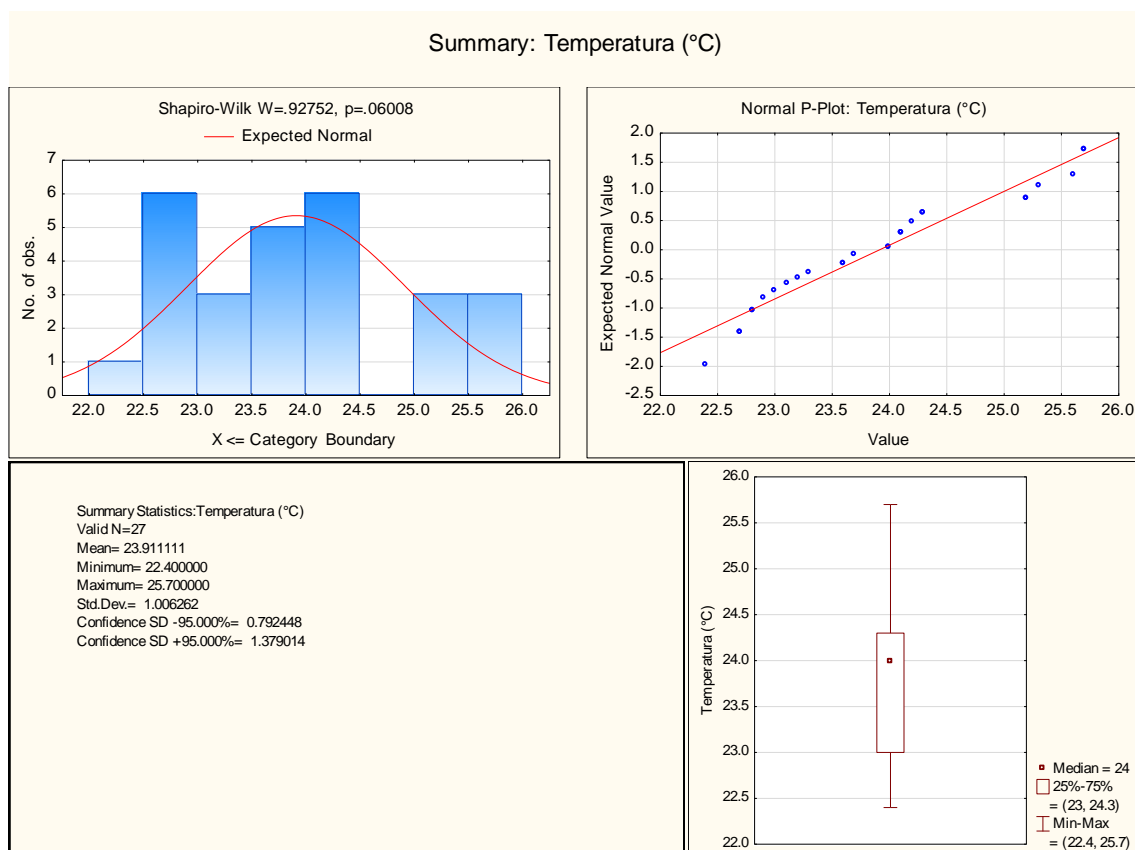 Summary: Temperatura (°C)
Shapiro-Wilk W=.92752, p=.06008
Expected Normal
7
6
5
4
3
2
1
0
No. of obs.
22.0 22.5 23.0 23.5 24.0 24.5 25.0 25.5 26.0
X <= Category Boundary
Normal P-Plot: Temperatura (°C)
2.0
1.5
1.0
0.5
0.0
-0.5
-1.0
-1.5
-2.0
-2.5
Expected Normal Value
22.0 22.5 23.0 23.5 24.0 24.5 25.0 25.5 26.0
Value
Summary Statistics:Temperatura (°C)
Valid N=27
Mean= 23.911111
Minimum= 22.400000
Maximum= 25.700000
Std.Dev.= 1.006262
Confidence SD -95.000%= 0.792448
Confidence SD +95.000%= 1.379014
26.0
25.5
25.0
24.5
24.0
23.5
23.0
22.5
22.0
Temperatura (°C)
Median = 24
25%-75%
= (23, 24.3)
Min-Max
= (22.4, 25.7)